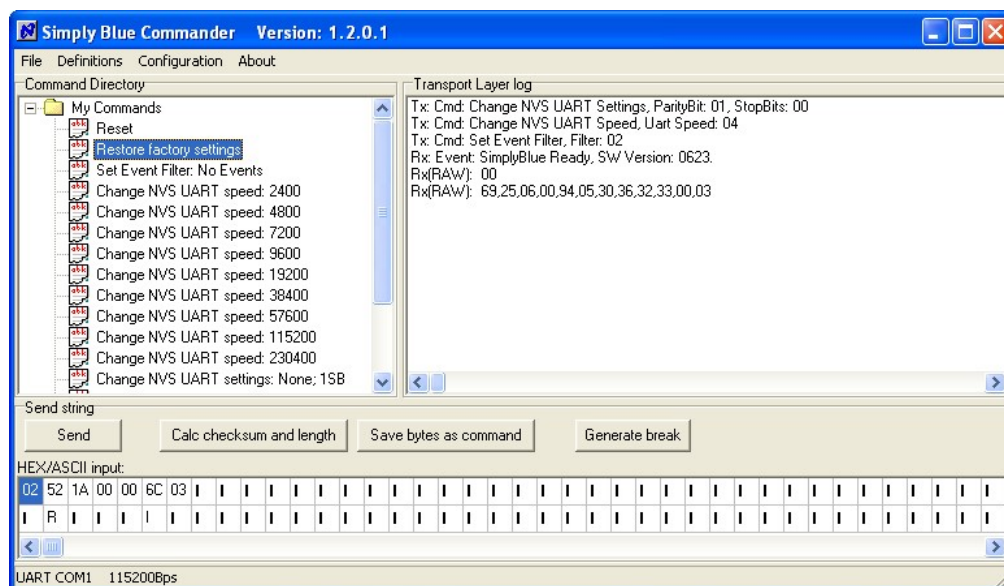 Simply Blue Commander Version: 1.2.0.1
File Definitions Configuration About
Command Directory
My Commands
Reset
Restore factory settings
Set Event Filter: No Events
Change NVS UART speed: 2400
Change NVS UART speed: 4800
Change NVS UART speed: 7200
Change NVS UART speed: 9600
Change NVS UART speed: 19200
Change NVS UART speed: 38400
Change NVS UART speed: 57600
Change NVS UART speed: 115200
Change NVS UART speed: 230400
Change NVS UART settings: None; 1SB
Transport Layer log
Tx: Cmd: Change NVS UART Settings, ParityBit: 01, StopBits: 00
Tx: Cmd: Change NVS UART Speed, Uart Speed: 04
Tx: Cmd: Set Event Filter, Filter: 02
Rx: Event: SimplyBlue Ready, SW Version: 0623.
Rx(RAW): 00
Rx(RAW): 69,25,06,00,94,05,30,36,32,33,00,03
Send string
Send Calc checksum and length Save bytes as command Generate break
HEX/ASCII input:
02 52 1A 00 00 6C 03
R l
UART COM1 115200Bps